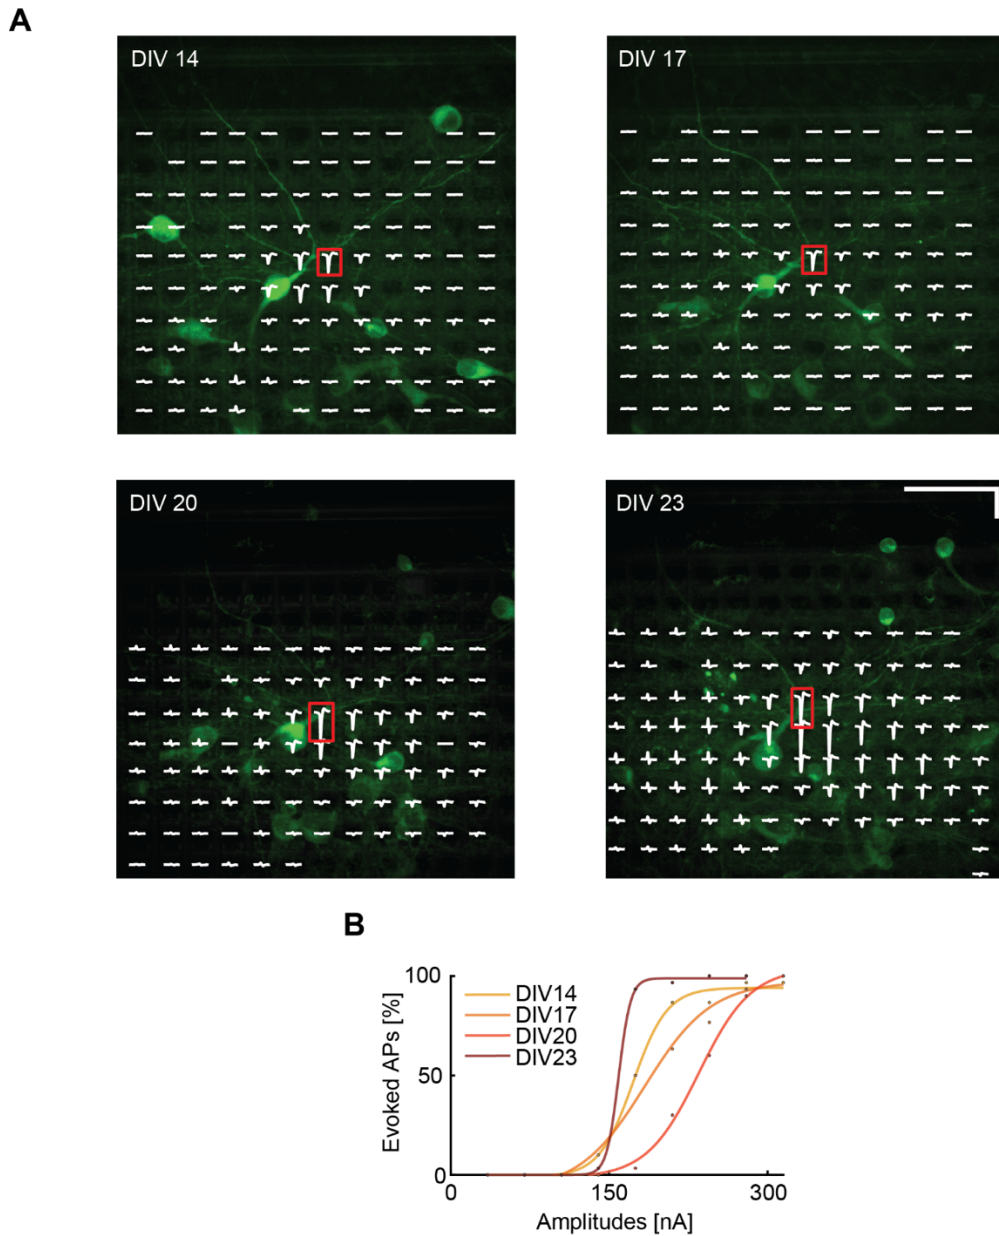 A
DIV 14
DIV 17
DIV 20
DIV 23
B
100
50
0
Evoked APs [%]
DIV14
DIV17
DIV20
DIV23
0
150
300
Amplitudes [nA]